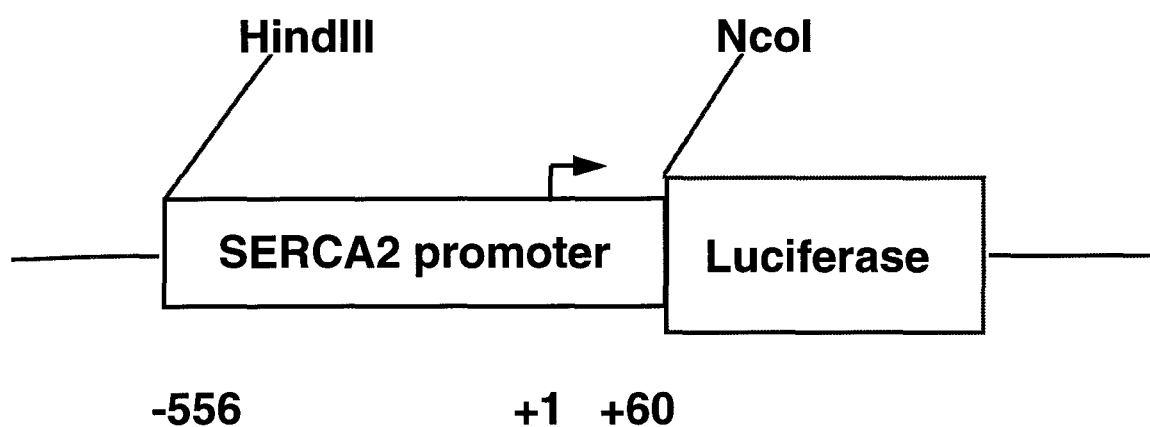 HindIII NcoI
SERCA2 promoter Luciferase
-556 +1 +60